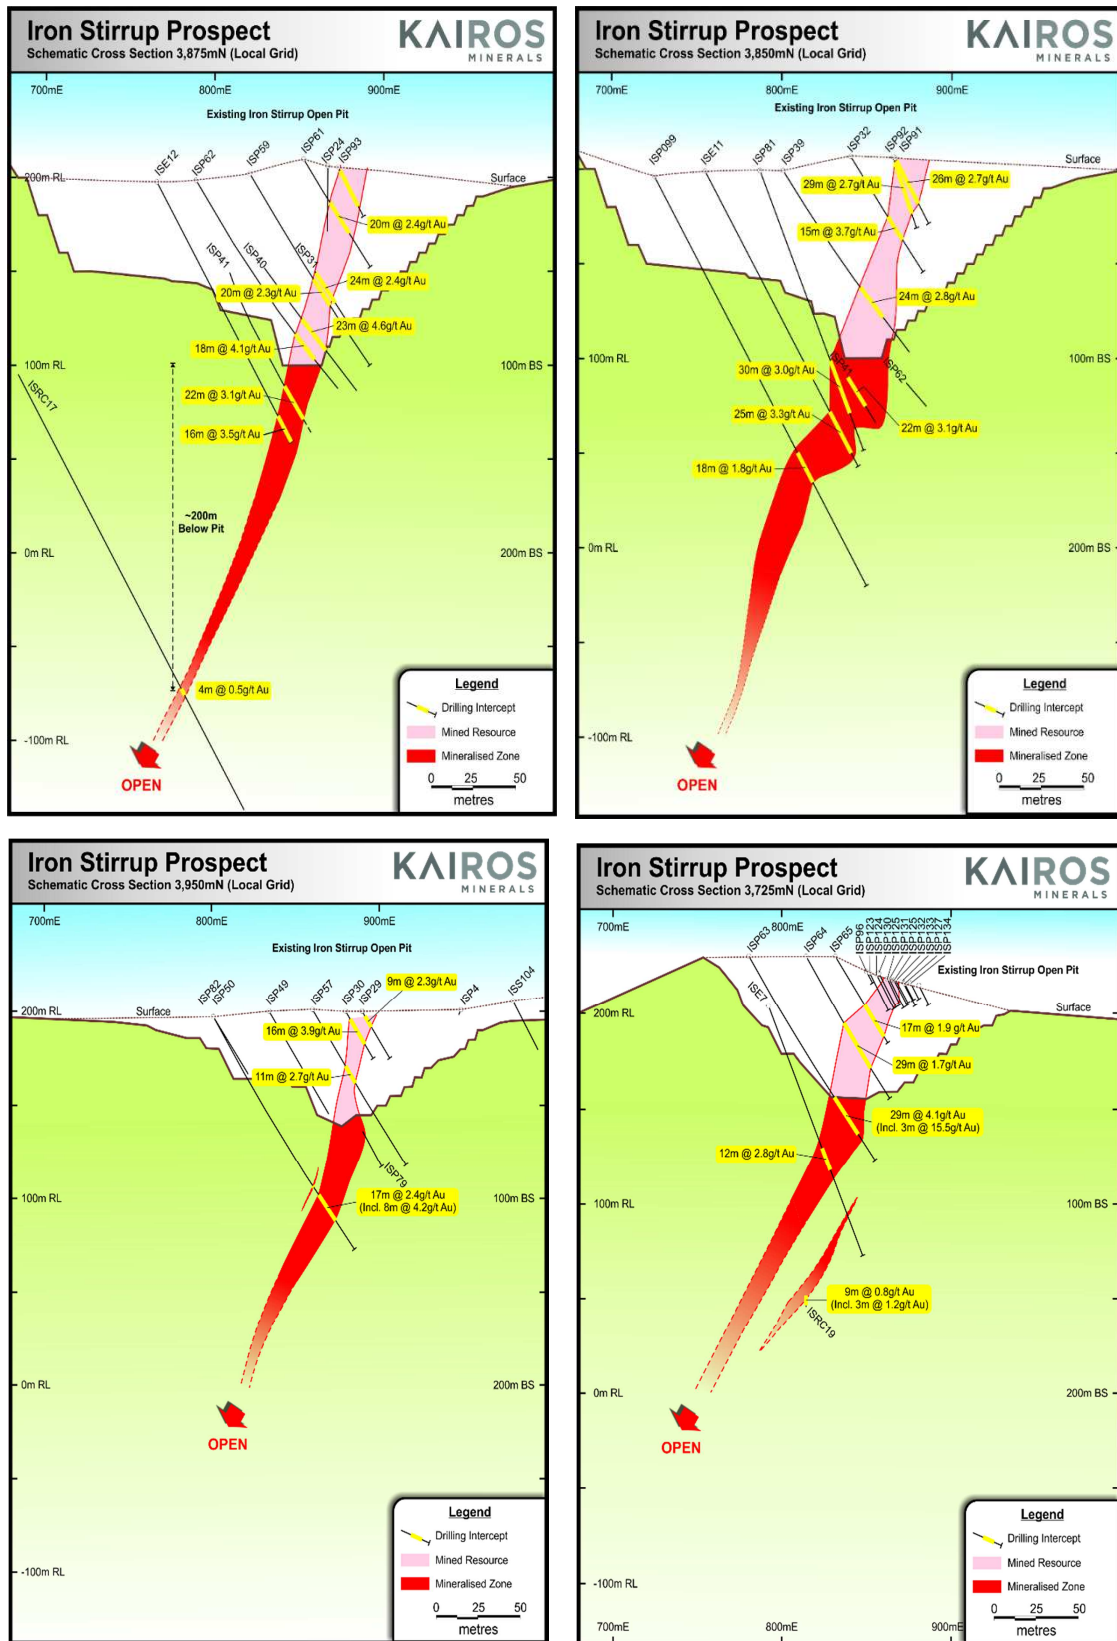 Iron Stirrup Prospect
Schematic Cross Section 3,875mN (Local Grid)
KAIROS
MINERALS
700mE
800mE
900mE
Existing Iron Stirrup Open Pit
ISE12
ISP62
ISP59
ISP61
ISP24
ISP93
200m RL
Surface
20m @ 2.4g/t Au
ISP41
ISP40
ISP31
24m @ 2.4g/t Au
20m @ 2.3g/t Au
23m @ 4.6g/t Au
18m @ 4.1g/t Au
100m RL
100m BS
ISRC17
22m @ 3.1g/t Au
16m @ 3.5g/t Au
~200m
Below Pit
0m RL
200m BS
4m @ 0.5g/t Au
-100m RL
OPEN
Legend
Drilling Intercept
Mined Resource
Mineralised Zone
0 25 50
metres
Iron Stirrup Prospect
Schematic Cross Section 3,850mN (Local Grid)
KAIROS
MINERALS
700mE
800mE
900mE
Existing Iron Stirrup Open Pit
ISP099
ISE11
ISP81
ISP39
ISP32
ISP92
ISP91
Surface
200m RL
29m @ 2.7g/t Au
26m @ 2.7g/t Au
15m @ 3.7g/t Au
24m @ 2.8g/t Au
100m RL
100m BS
30m @ 3.0g/t Au
ISP41
ISP62
25m @ 3.3g/t Au
22m @ 3.1g/t Au
18m @ 1.8g/t Au
0m RL
200m BS
-100m RL
OPEN
Legend
Drilling Intercept
Mined Resource
Mineralised Zone
0 25 50
metres
Iron Stirrup Prospect
Schematic Cross Section 3,950mN (Local Grid)
KAIROS
MINERALS
700mE
800mE
900mE
Existing Iron Stirrup Open Pit
ISP82
ISP50
ISP49
ISP57
ISP30
ISP29
9m @ 2.3g/t Au
ISP4
ISS104
200m RL
Surface
16m @ 3.9g/t Au
11m @ 2.7g/t Au
ISP79
100m RL
100m BS
17m @ 2.4g/t Au
(Incl. 8m @ 4.2g/t Au)
0m RL
200m BS
OPEN
-100m RL
Legend
Drilling Intercept
Mined Resource
Mineralised Zone
0 25 50
metres
Iron Stirrup Prospect
Schematic Cross Section 3,725mN (Local Grid)
KAIROS
MINERALS
700mE
800mE
900mE
ISP63
ISP64
ISP65
ISP96
ISP123
ISP124
ISP130
ISP125
ISP131
ISP125
ISP132
ISP133
ISP127
ISP134
Existing Iron Stirrup Open Pit
ISE7
200m RL
Surface
17m @ 1.9 g/t Au
29m @ 1.7g/t Au
29m @ 4.1g/t Au
(Incl. 3m @ 15.5g/t Au)
12m @ 2.8g/t Au
100m RL
100m BS
9m @ 0.8g/t Au
(Incl. 3m @ 1.2g/t Au)
ISRC19
0m RL
200m BS
OPEN
-100m RL
Legend
Drilling Intercept
Mined Resource
Mineralised Zone
0 25 50
metres
700mE
800mE
900mE